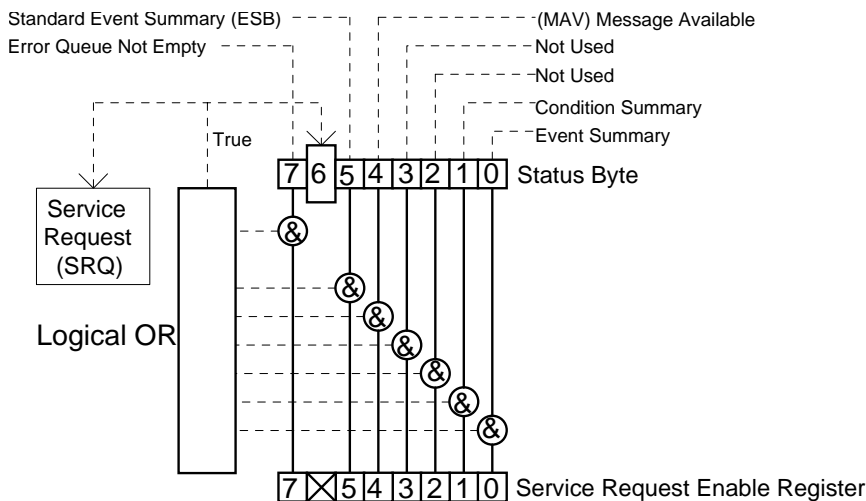 Standard Event Summary (ESB)
(MAV) Message Available
Error Queue Not Empty
Not Used
Not Used
Condition Summary
Event Summary
True
7 6 5 4 3 2 1 0 Status Byte
Service
Request
(SRQ)
&
&
&
&
&
&
&
Logical OR
7 5 4 3 2 1 0 Service Request Enable Register